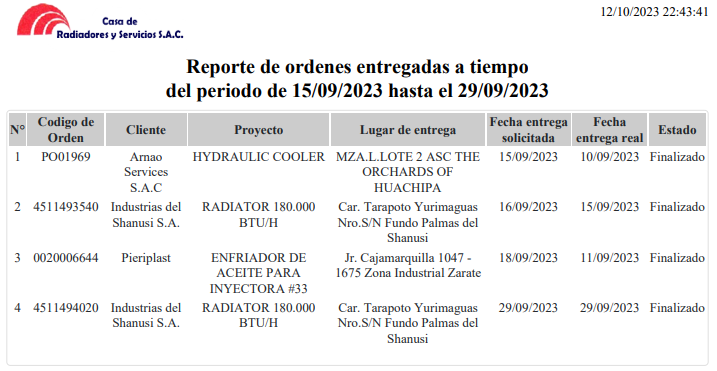 Casa de
Radiadores y Servicios S.A.C.
12/10/2023 22:43:41
Reporte de ordenes entregadas a tiempo
del periodo de 15/09/2023 hasta el 29/09/2023
N° Codigo de Orden Cliente Proyecto Lugar de entrega Fecha entrega solicitada Fecha entrega real Estado
1 PO01969 Arnao HYDRAULIC COOLER MZA.L.LOTE 2 ASC THE 15/09/2023 10/09/2023 Finalizado
Services ORCHARDS OF
S.A.C HUACHIPA
2 4511493540 Industrias del RADIATOR 180.000 Car. Tarapoto Yurimaguas 16/09/2023 15/09/2023 Finalizado
Shanusi S.A. BTU/H Nro.S/N Fundo Palmas del
Shanusi
3 0020006644 Pieriplast ENFRIADOR DE Jr. Cajamarquilla 1047 - 18/09/2023 11/09/2023 Finalizado
ACEITE PARA 1675 Zona Industrial Zarate
INYECTORA #33
4 4511494020 Industrias del RADIATOR 180.000 Car. Tarapoto Yurimaguas 29/09/2023 29/09/2023 Finalizado
Shanusi S.A. BTU/H Nro.S/N Fundo Palmas del
Shanusi